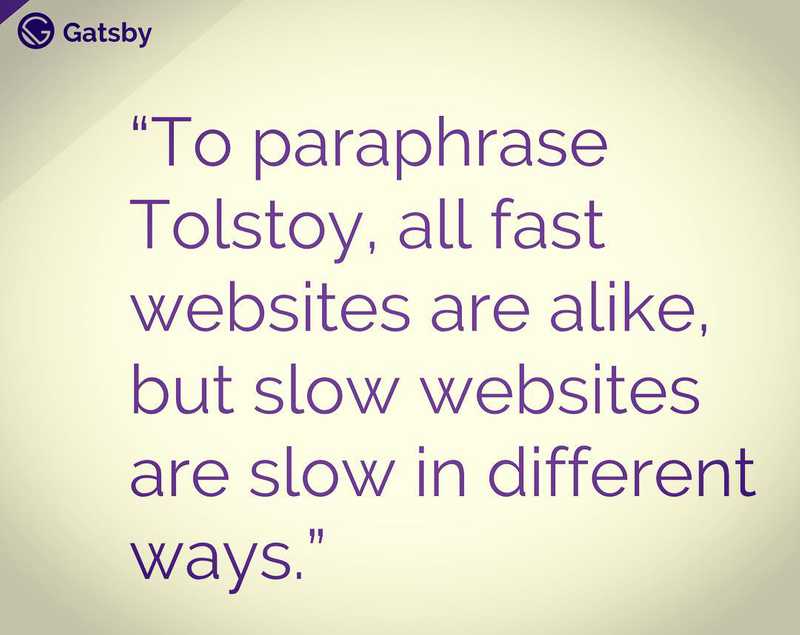 Gatsby
“To paraphrase
Tolstoy, all fast
websites are alike,
but slow websites
are slow in different
ways.”